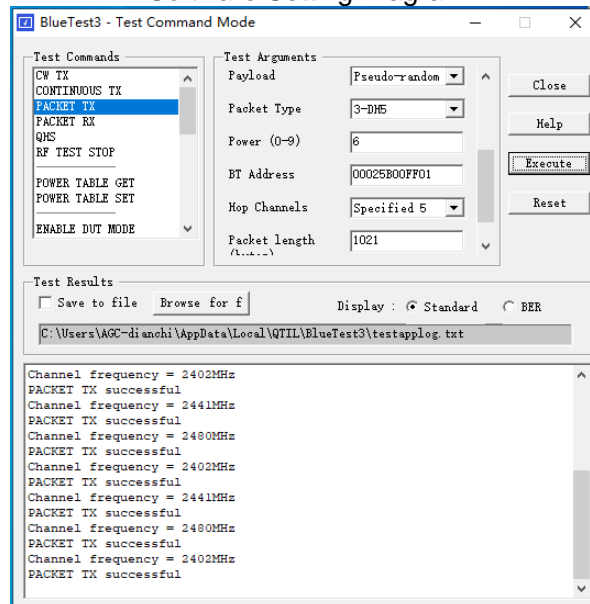 BlueTest3 - Test Command Mode
Test Commands
CW TX
CONTINUOUS TX
PACKET TX
PACKET RX
QHS
RF TEST STOP
POWER TABLE GET
POWER TABLE SET
ENABLE DUT MODE
Test Arguments
Payload Pseudo-random
Packet Type 3-DH5
Power (0-9) 6
BT Address 00025B00FF01
Hop Channels Specified 5
Packet length 1021
Close
Help
Execute
Reset
Test Results
Save to file Browse for f Display : Standard BER
C:\Users\AGC-dianchi\AppData\Local\QTIL\BlueTest3\testapplog.txt
Channel frequency = 2402MHz
PACKET TX successful
Channel frequency = 2441MHz
PACKET TX successful
Channel frequency = 2480MHz
PACKET TX successful
Channel frequency = 2402MHz
PACKET TX successful
Channel frequency = 2441MHz
PACKET TX successful
Channel frequency = 2480MHz
PACKET TX successful
Channel frequency = 2402MHz
PACKET TX successful